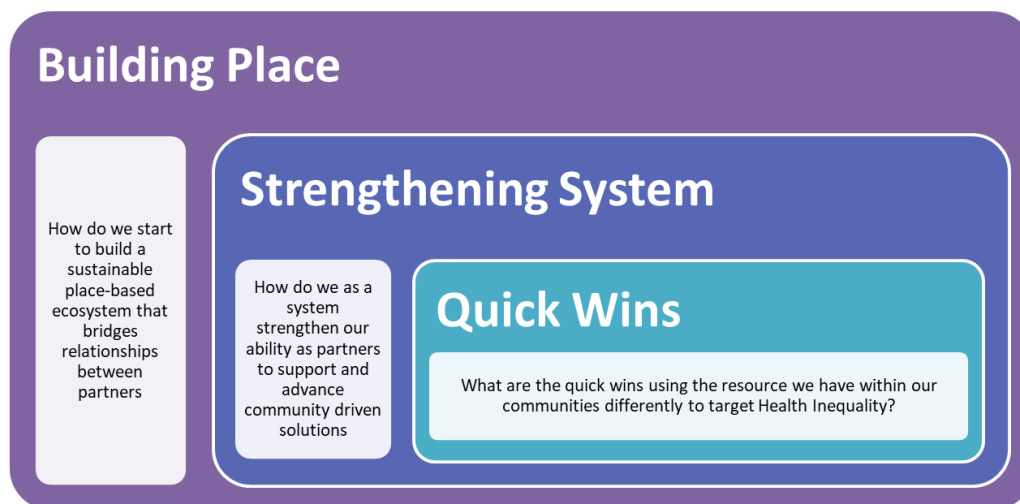 Building Place
How do we start
to build a
sustainable
place-based
ecosystem that
bridges
relationships
between
partners
Strengthening System
How do we as a
system
strengthen our
ability as partners
to support and
advance
community driven
solutions
Quick Wins
What are the quick wins using the resource we have within our
communities differently to target Health Inequality?